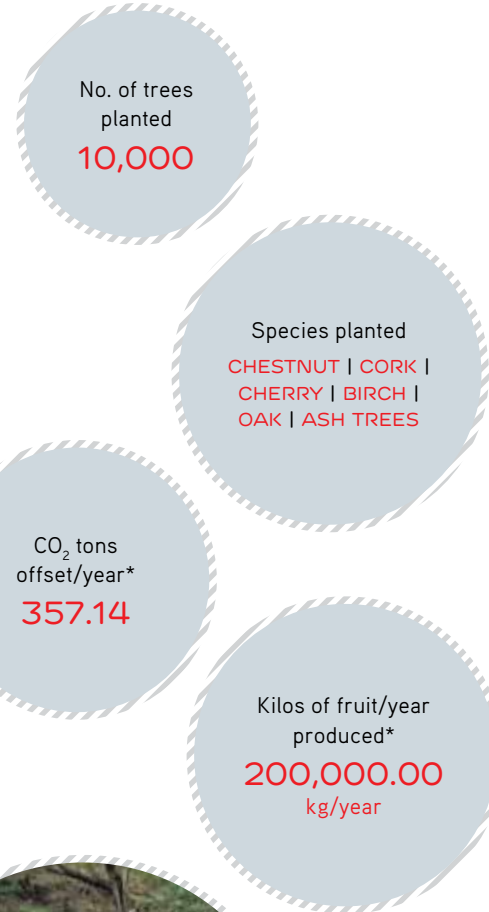 No. of trees
planted
10,000
Species planted
CHESTNUT | CORK |
CHERRY | BIRCH |
OAK | ASH TREES
CO₂ tons
offset/year*
357.14
Kilos of fruit/year
produced*
200,000.00
kg/year